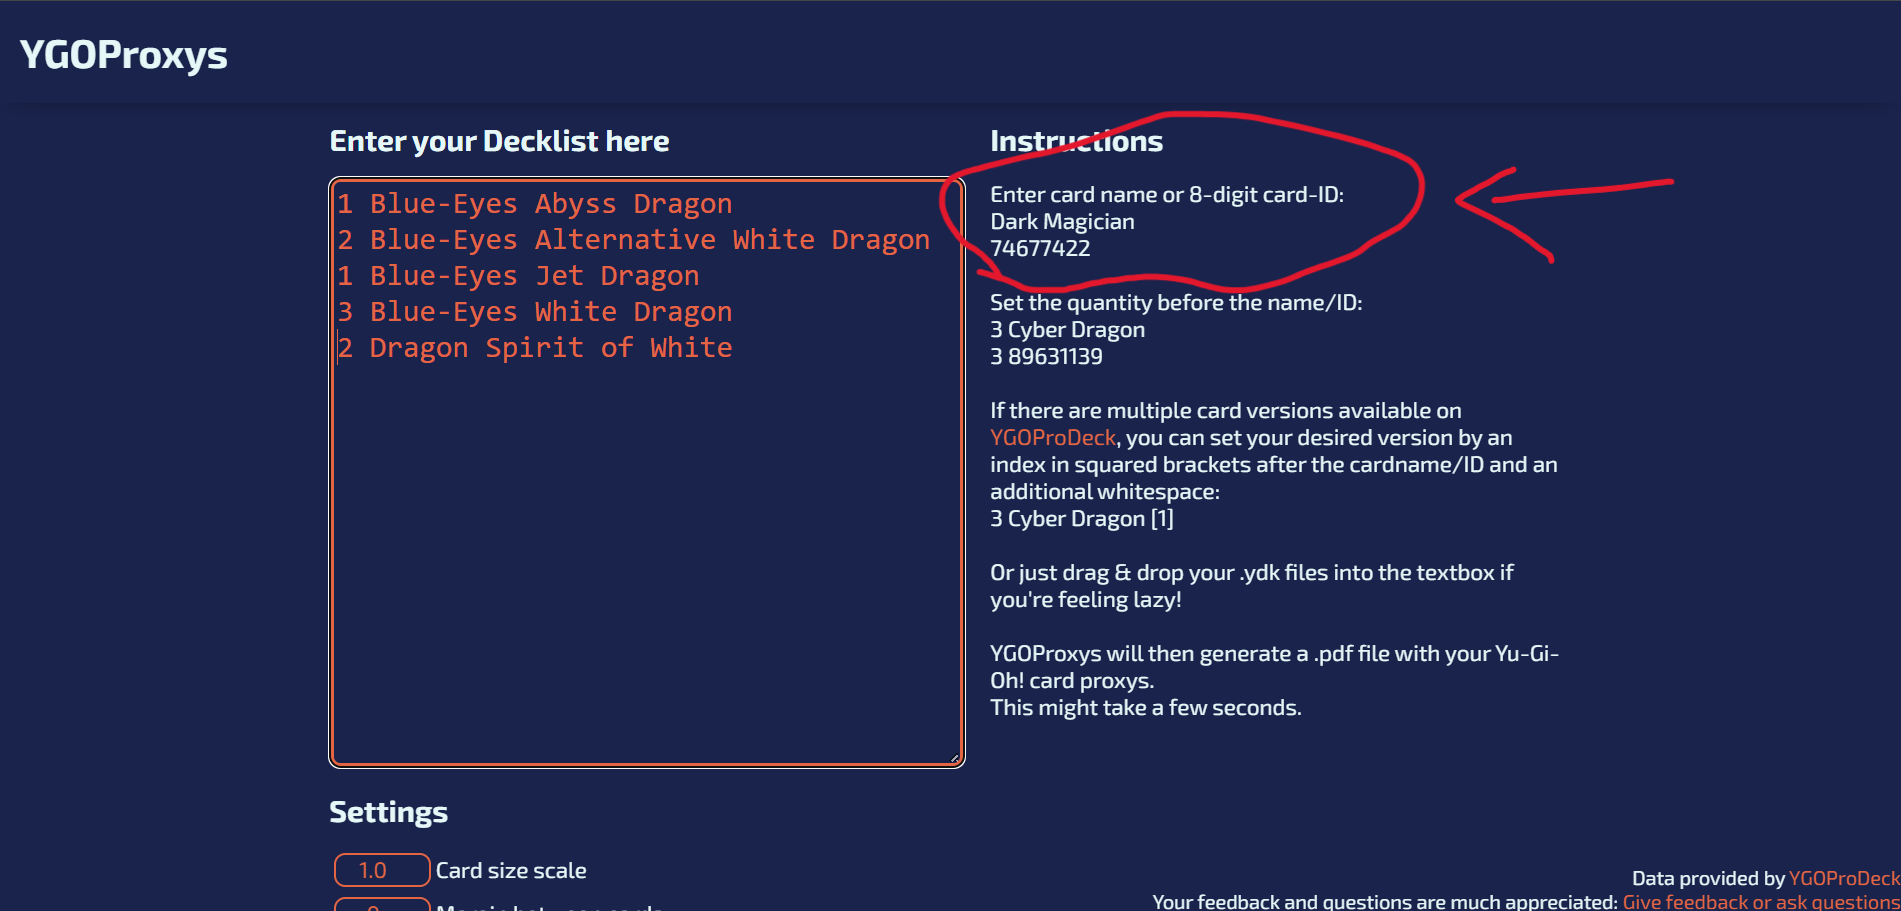 YGOProxys
Enter your Decklist here
1 Blue-Eyes Abyss Dragon
2 Blue-Eyes Alternative White Dragon
1 Blue-Eyes Jet Dragon
3 Blue-Eyes White Dragon
2 Dragon Spirit of White
Instructions
Enter card name or 8-digit card-ID:
Dark Magician
74677422
Set the quantity before the name/ID:
3 Cyber Dragon
3 89631139
If there are multiple card versions available on
YGOProDeck, you can set your desired version by an
index in squared brackets after the cardname/ID and an
additional whitespace:
3 Cyber Dragon [1]
Or just drag & drop your .ydk files into the textbox if
you're feeling lazy!
YGOProxys will then generate a .pdf file with your Yu-Gi-
Oh! card proxys.
This might take a few seconds.
Settings
1.0 Card size scale
Data provided by YGOProDeck
Your feedback and questions are much appreciated: Give feedback or ask questions